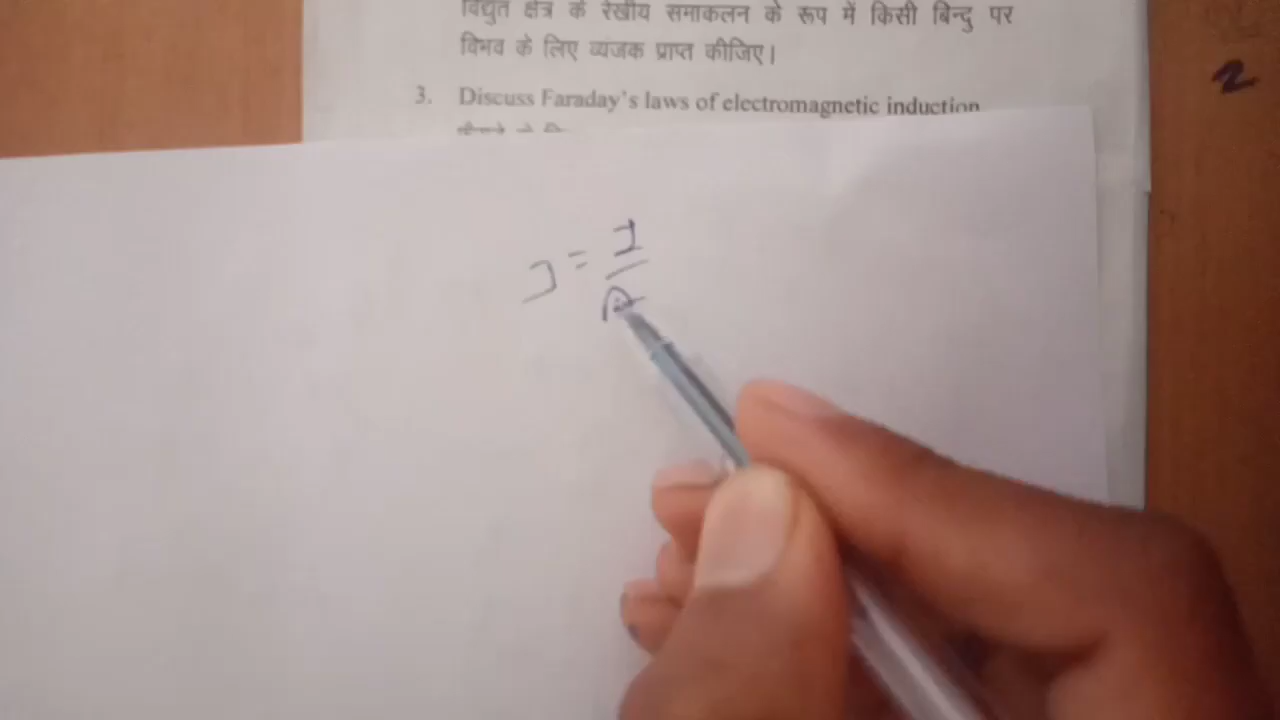 विद्युत क्षेत्र के रेखीय समाकलन के रूप में किसी बिन्दु पर
विभव के लिए व्यंजक प्राप्त कीजिए।
2
3. Discuss Faraday's laws of electromagnetic induction
J = I / A